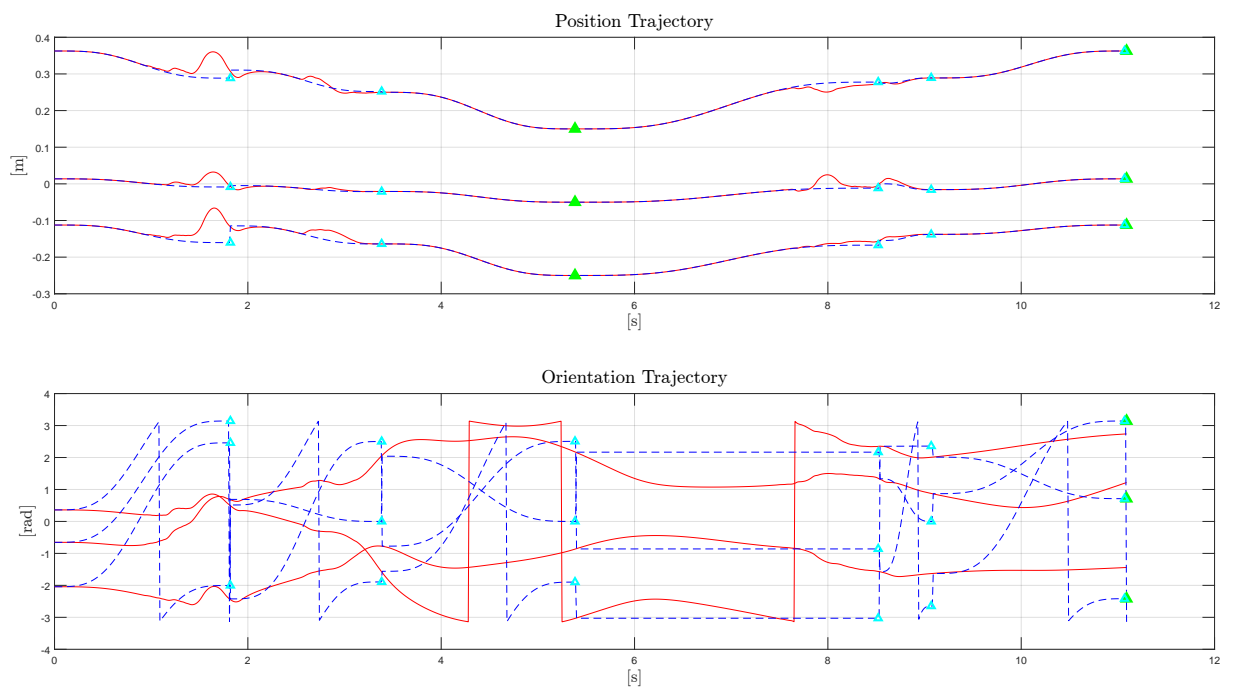 Position Trajectory
0.4
0.3
0.2
0.1
0
-0.1
-0.2
-0.3
[m]
0 2 4 6 8 10 12
[s]
Orientation Trajectory
4
3
2
1
0
-1
-2
-3
-4
[rad]
0 2 4 6 8 10 12
[s]